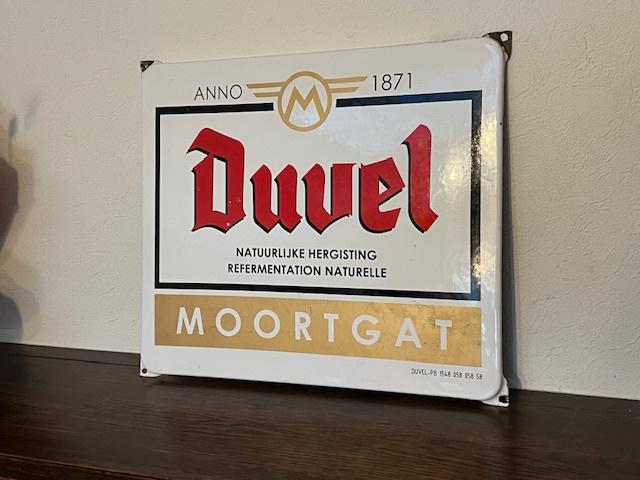 ANNO M 1871
Duvel
NATUURLIJKE HERGISTING
REFERMENTATION NATURELLE
MOORTGAT
DUVEL-PB 1548 058 058 58